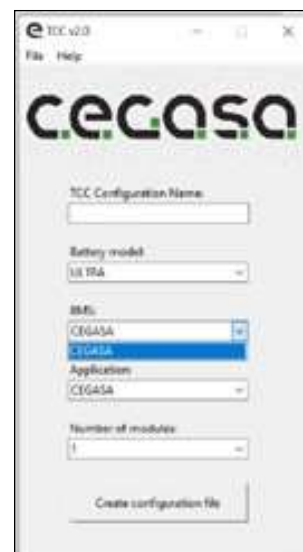 TCC v2.0
File Help
cegasa
TCC Configuration Name:
Battery model:
ULTRA
BMS:
CEGASA
CEGASA
Application:
CEGASA
Number of modules:
1
Create configuration file